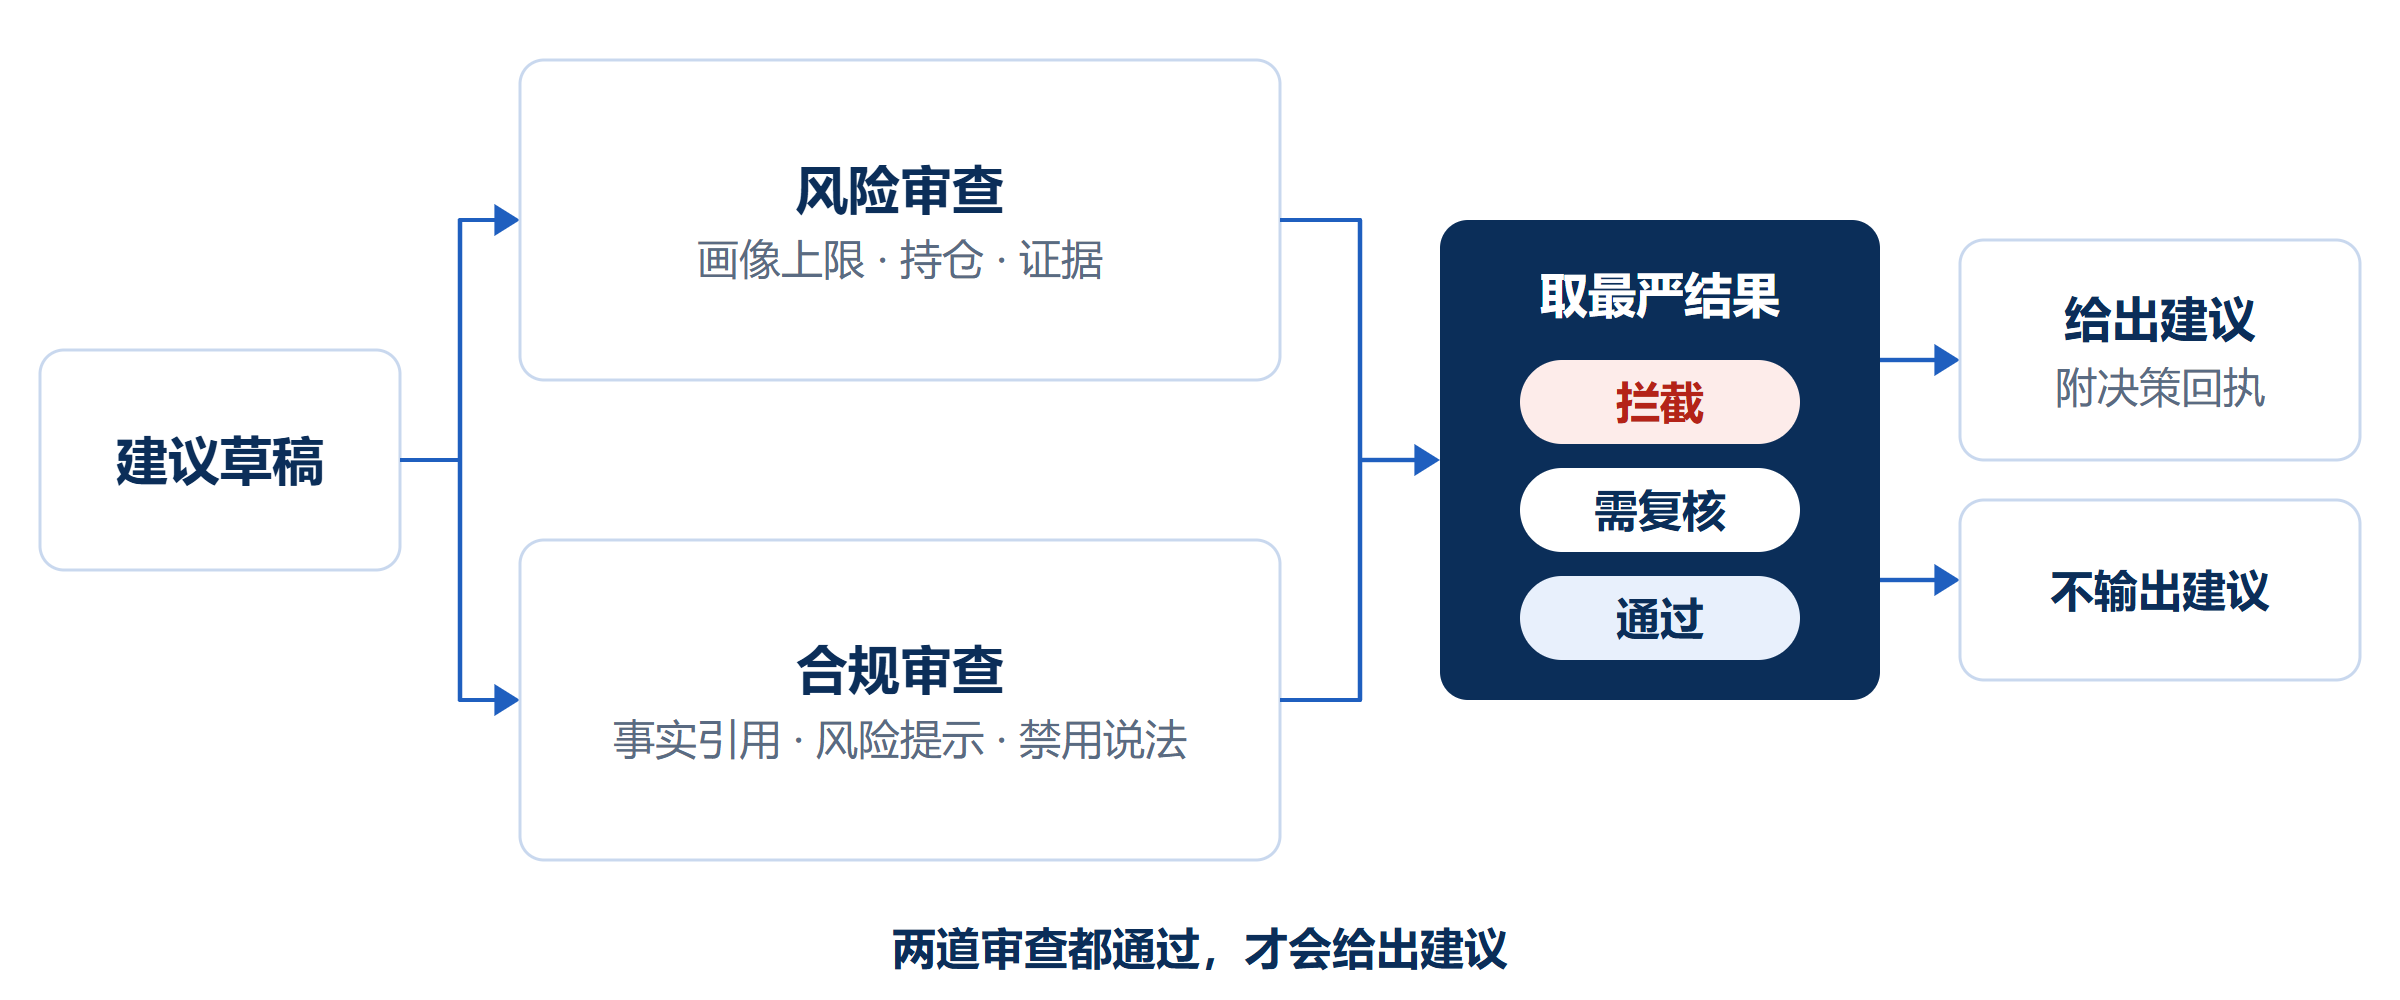 建议草稿
风险审查
画像上限 · 持仓 · 证据
合规审查
事实引用 · 风险提示 · 禁用说法
取最严结果
拦截
需复核
通过
给出建议
附决策回执
不输出建议
两道审查都通过，才会给出建议